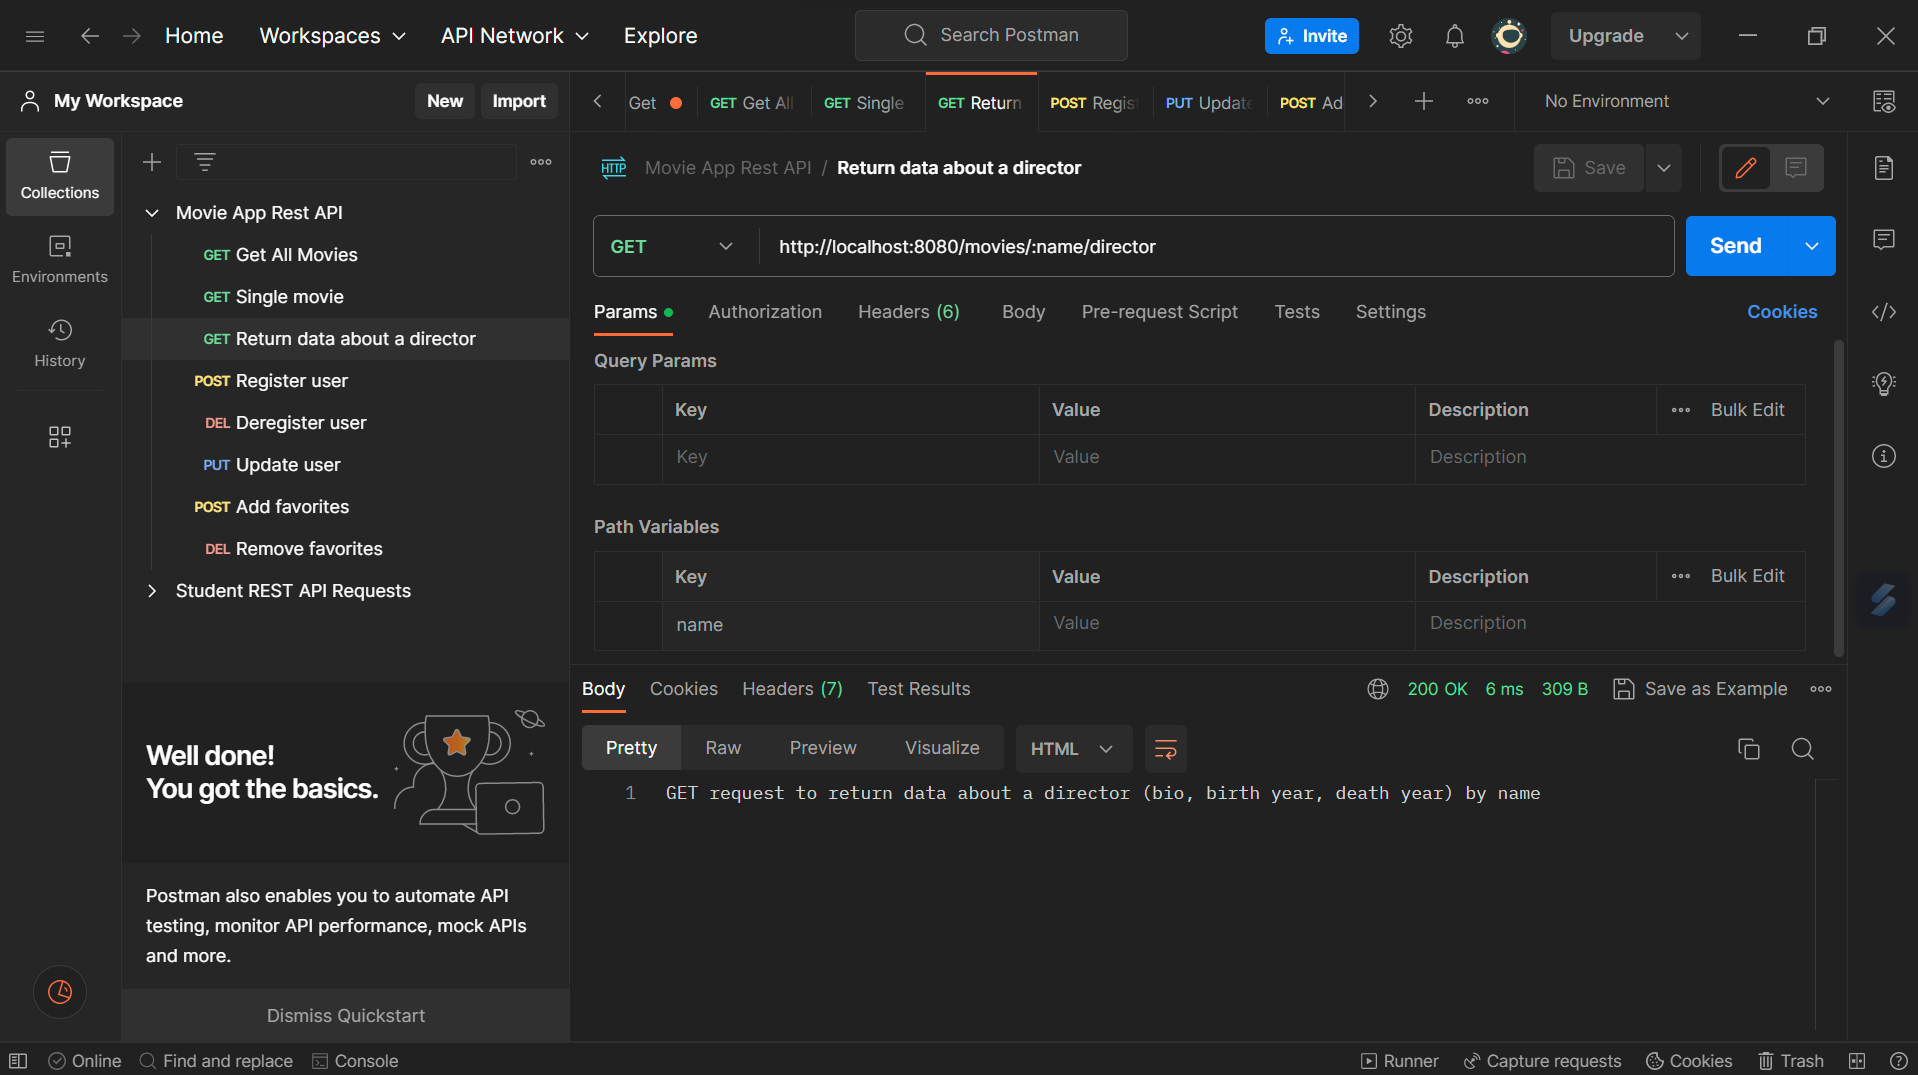 Home Workspaces API Network Explore Search Postman Invite Upgrade
My Workspace New Import
Get GET Get All GET Single GET Return POST Regist PUT Update POST Ad No Environment
Collections
Environments
History
Movie App Rest API
GET Get All Movies
GET Single movie
GET Return data about a director
POST Register user
DEL Deregister user
PUT Update user
POST Add favorites
DEL Remove favorites
Student REST API Requests
Well done!
You got the basics.
Postman also enables you to automate API
testing, monitor API performance, mock APIs
and more.
Dismiss Quickstart
HTTP Movie App Rest API / Return data about a director Save
GET http://localhost:8080/movies/:name/director Send
Params Authorization Headers (6) Body Pre-request Script Tests Settings Cookies
Query Params
Key Value Description Bulk Edit
Key Value Description
Path Variables
Key Value Description Bulk Edit
name Value Description
Body Cookies Headers (7) Test Results 200 OK 6 ms 309 B Save as Example
Pretty Raw Preview Visualize HTML
1 GET request to return data about a director (bio, birth year, death year) by name
Online Find and replace Console Runner Capture requests Cookies Trash